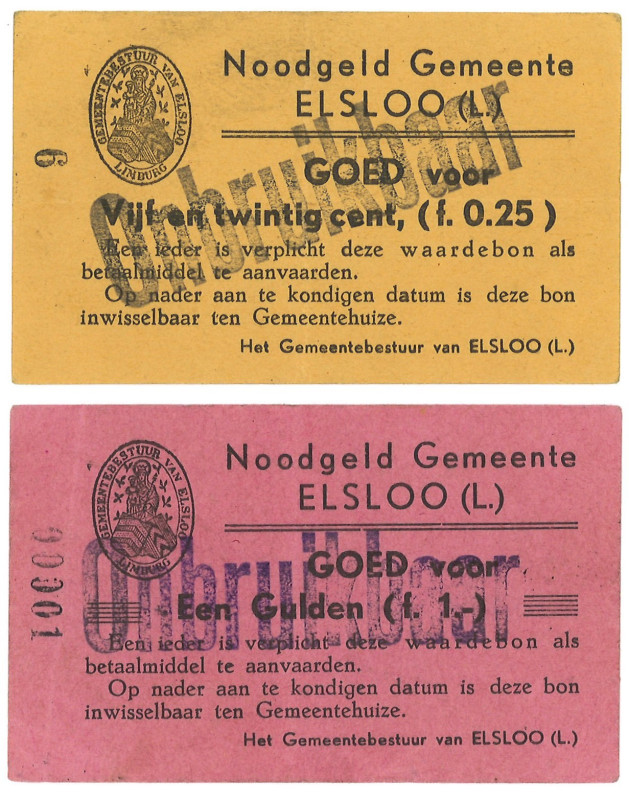 GEMEENTEBESTUUR VAN ELSLOO
LIMBURG
Noodgeld Gemeente
ELSLOO (L.)
6
GOED voor
Vijf en twintig cent, (f. 0.25)
Onbruikbaar
Een ieder is verplicht deze waardebon als
betaalmiddel te aanvaarden.
Op nader aan te kondigen datum is deze bon
inwisselbaar ten Gemeentehuize.
Het Gemeentebestuur van ELSLOO (L.)
GEMEENTEBESTUUR VAN ELSLOO
LIMBURG
Noodgeld Gemeente
ELSLOO (L.)
00001
GOED voor
Een Gulden (f. 1.-)
Onbruikbaar
Een ieder is verplicht deze waardebon als
betaalmiddel te aanvaarden.
Op nader aan te kondigen datum is deze bon
inwisselbaar ten Gemeentehuize.
Het Gemeentebestuur van ELSLOO (L.)